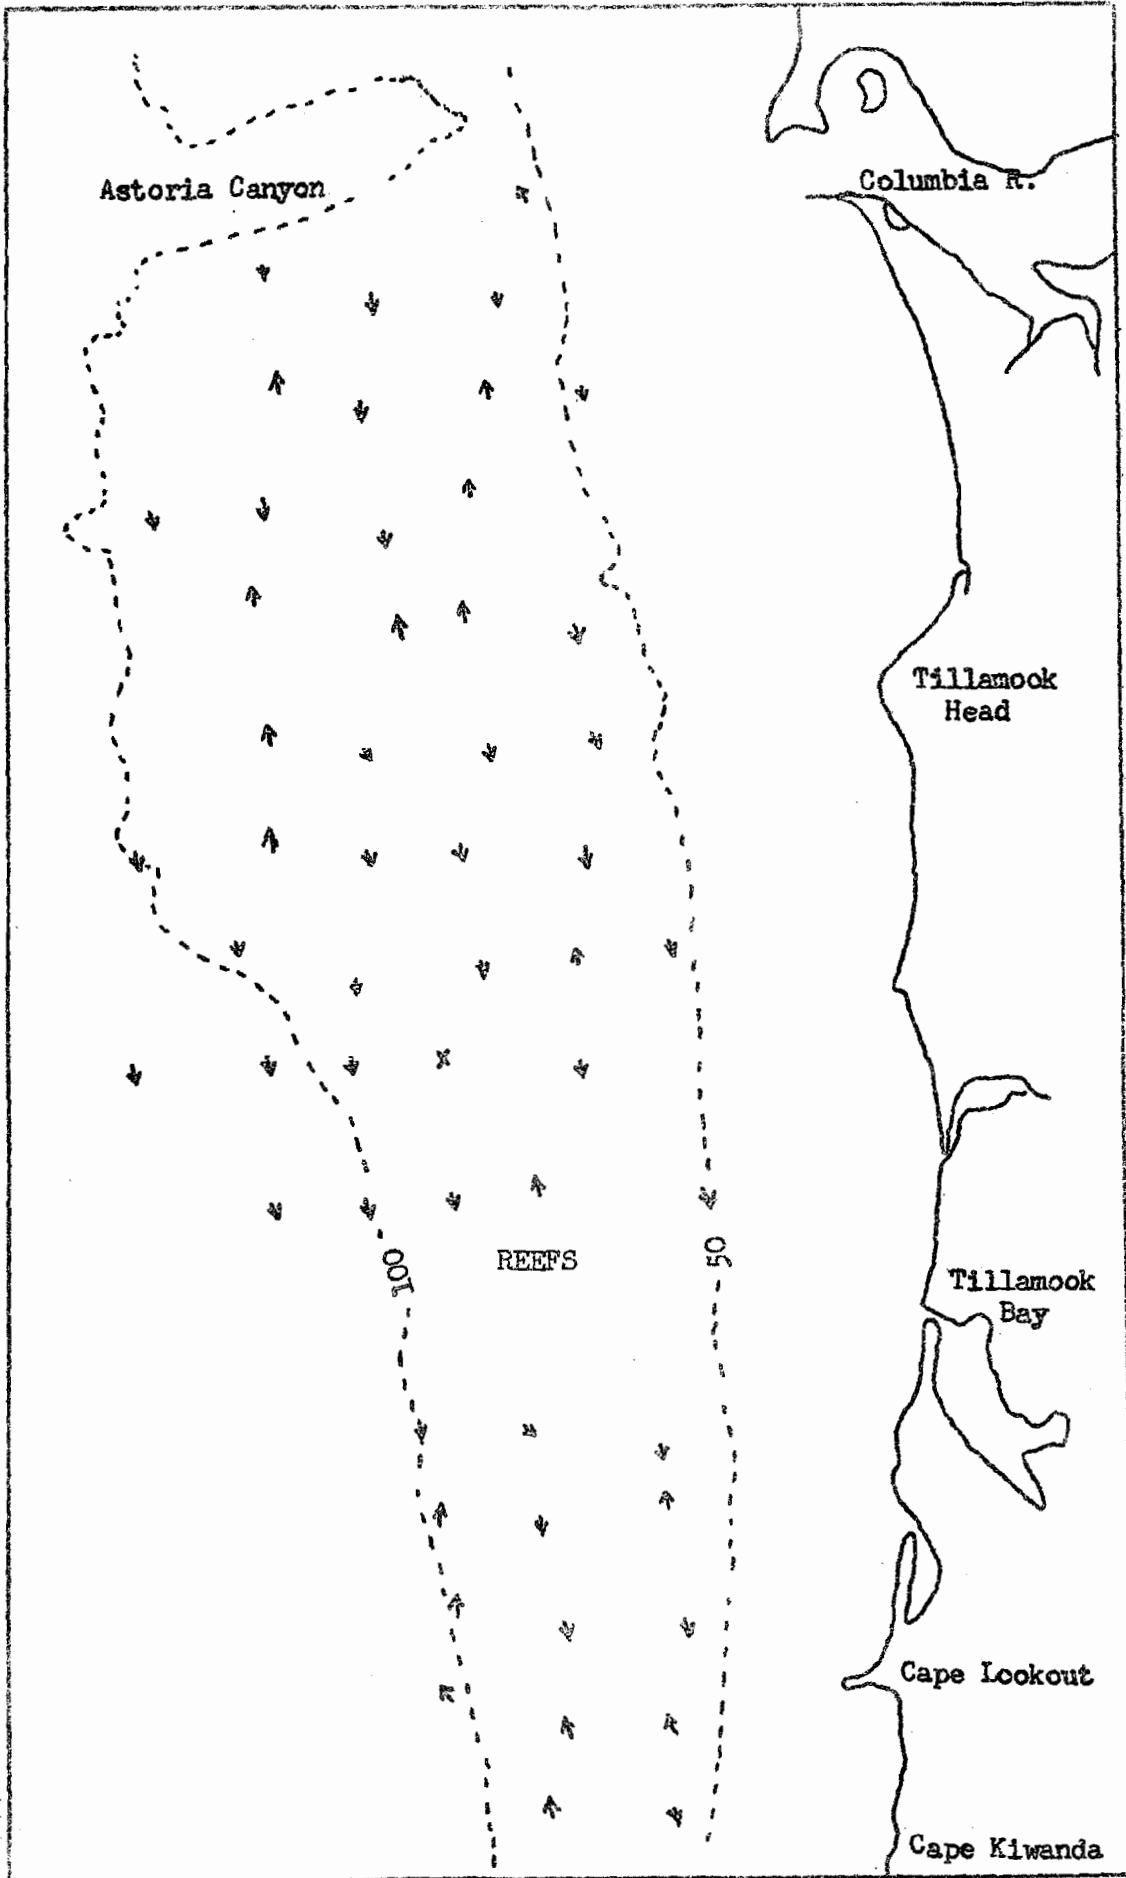 Astoria Canyon
Columbia R.
Tillamook
Head
100
REEFS
50
Tillamook
Bay
Cape Lookout
Cape Kiwanda